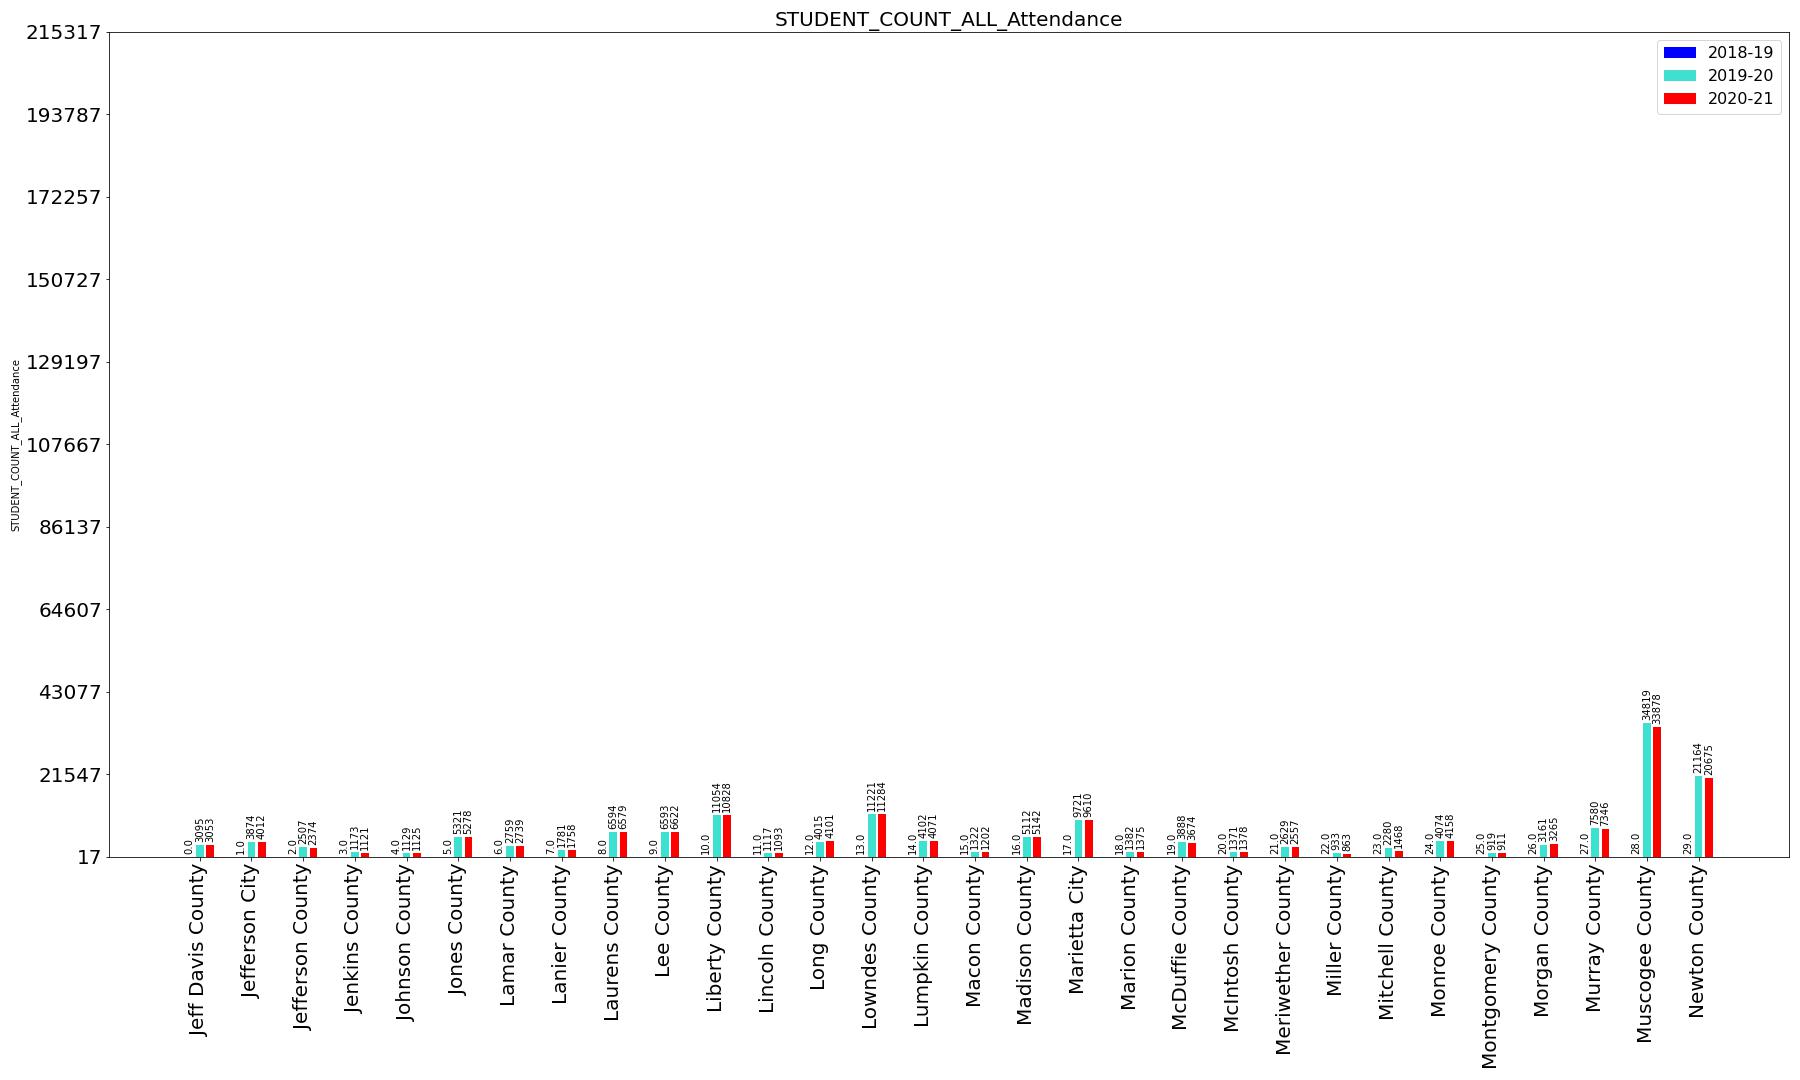 STUDENT_COUNT_ALL_Attendance
2018-19
2019-20
2020-21
STUDENT_COUNT_ALL_Attendance
215317
193787
172257
150727
129197
107667
86137
64607
43077
21547
17
0.0 3095 3053
1.0 3874 4012
2.0 2507 2374
3.0 1173 1121
4.0 1129 1125
5.0 5321 5278
6.0 2759 2739
7.0 1781 1758
8.0 6594 6579
9.0 6593 6622
10.0 11054 10828
11.0 1117 1093
12.0 4015 4101
13.0 11221 11284
14.0 4102 4071
15.0 1322 1202
16.0 5112 5142
17.0 9721 9610
18.0 1382 1375
19.0 3888 3674
20.0 1371 1378
21.0 2629 2557
22.0 933 863
23.0 2280 1468
24.0 4074 4158
25.0 919 911
26.0 3161 3265
27.0 7580 7346
28.0 34819 33878
29.0 21164 20675
Jeff Davis County
Jefferson City
Jefferson County
Jenkins County
Johnson County
Jones County
Lamar County
Lanier County
Laurens County
Lee County
Liberty County
Lincoln County
Long County
Lowndes County
Lumpkin County
Macon County
Madison County
Marietta City
Marion County
McDuffie County
McIntosh County
Meriwether County
Miller County
Mitchell County
Monroe County
Montgomery County
Morgan County
Murray County
Muscogee County
Newton County